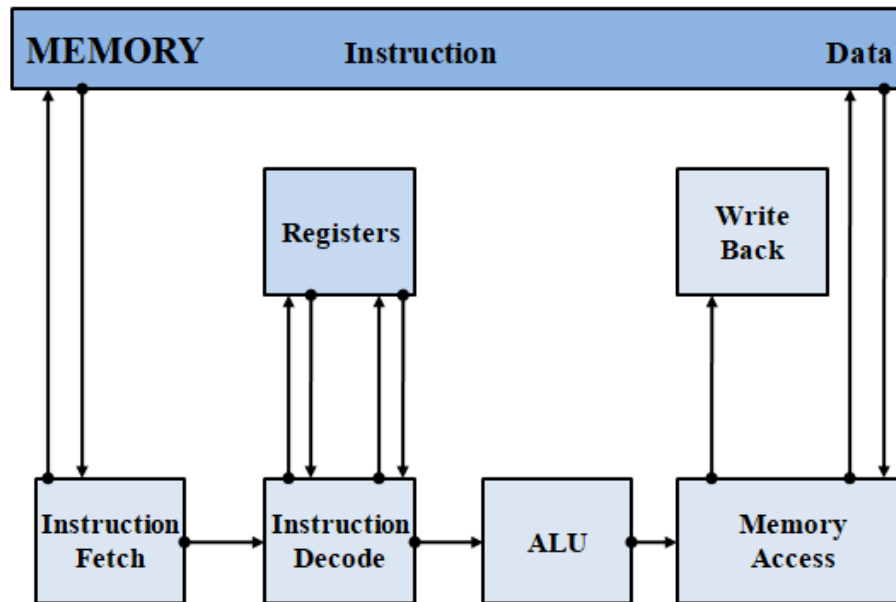 MEMORY Instruction Data
Registers
Write
Back
Instruction
Fetch
Instruction
Decode
ALU
Memory
Access